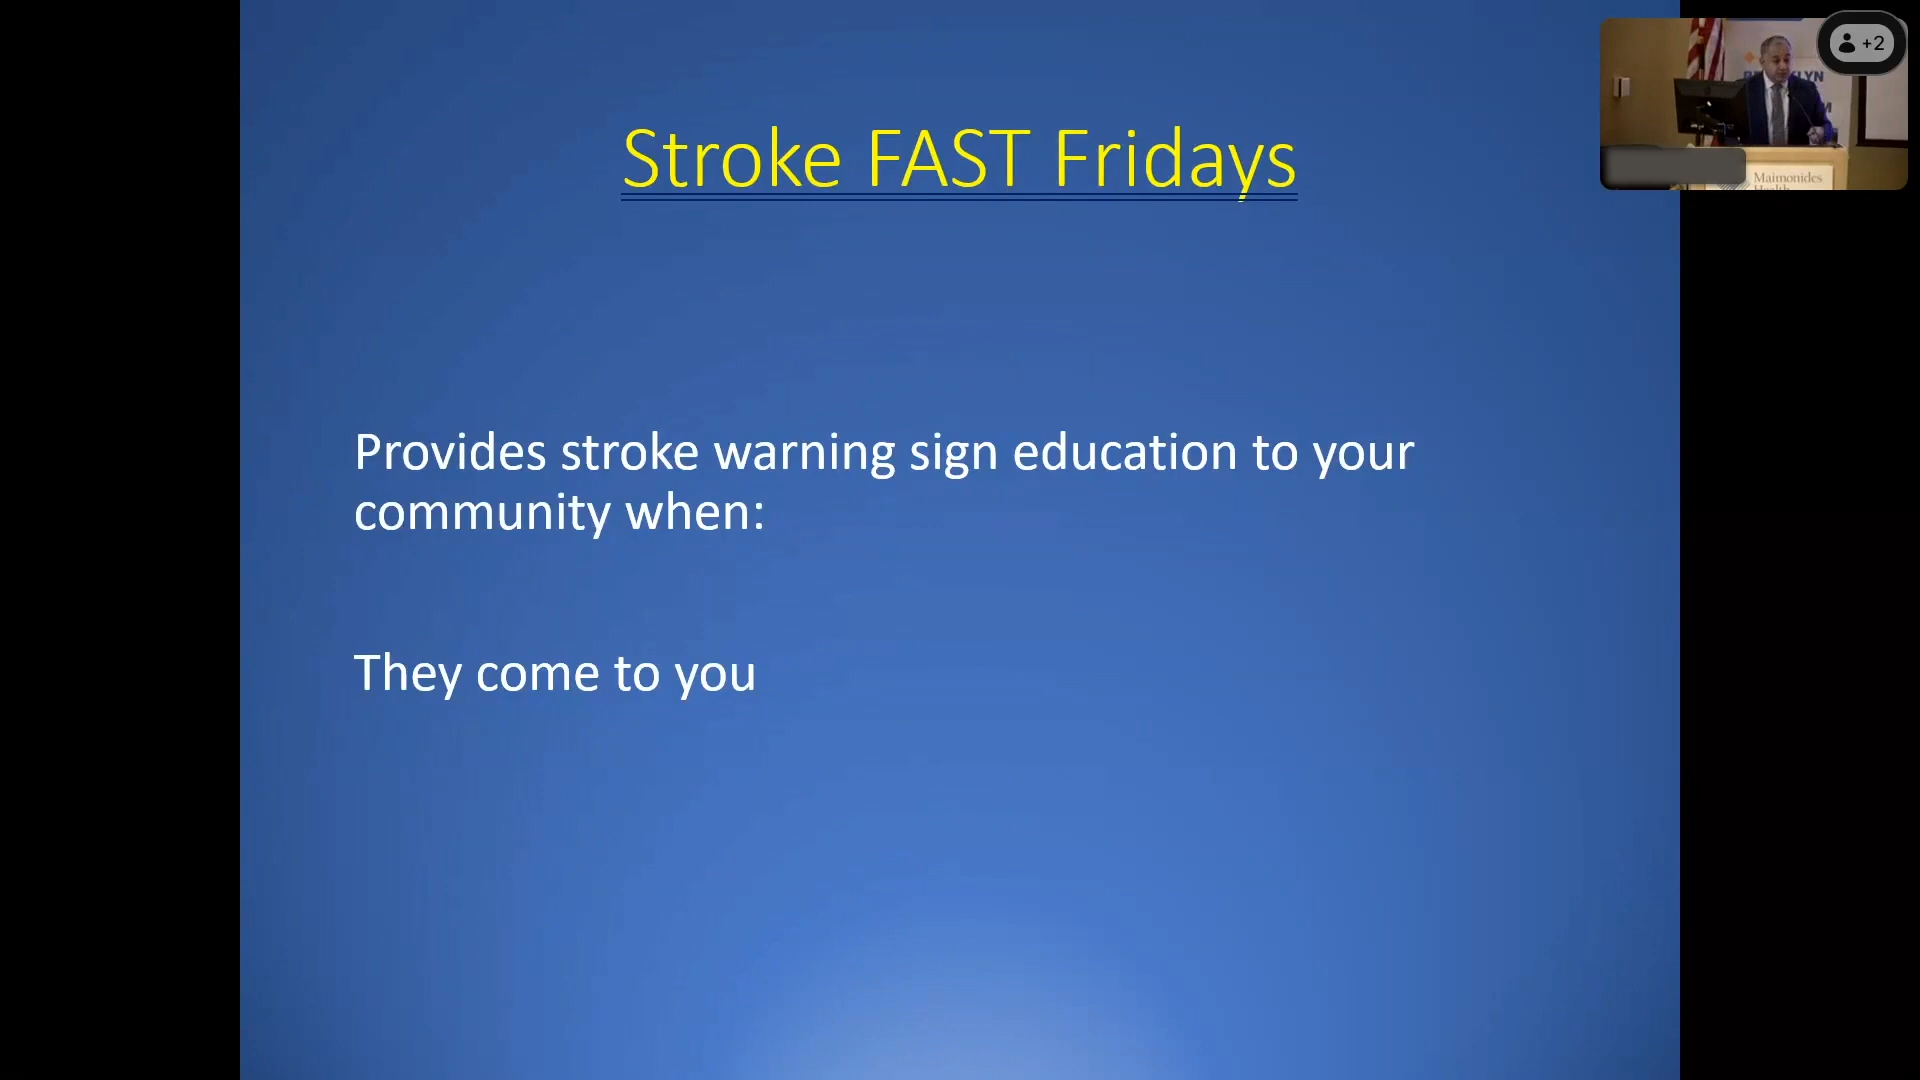 Stroke FAST Fridays
+2
Maimonides
Provides stroke warning sign education to your
community when:
They come to you